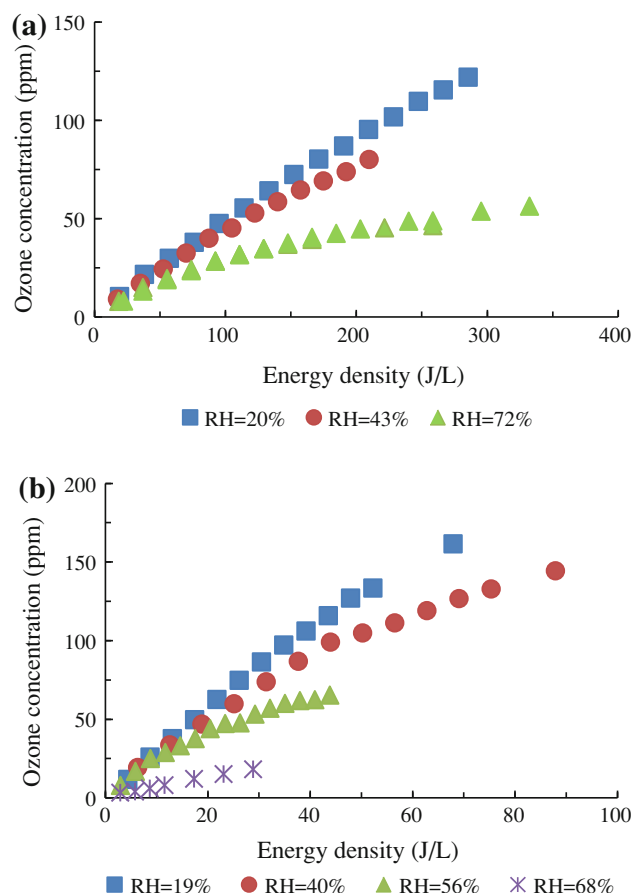 (a)
150
100
50
0
Ozone concentration (ppm)
0 100 200 300 400
Energy density (J/L)
RH=20% RH=43% RH=72%
(b)
200
150
100
50
0
Ozone concentration (ppm)
0 20 40 60 80 100
Energy density (J/L)
RH=19% RH=40% RH=56% RH=68%